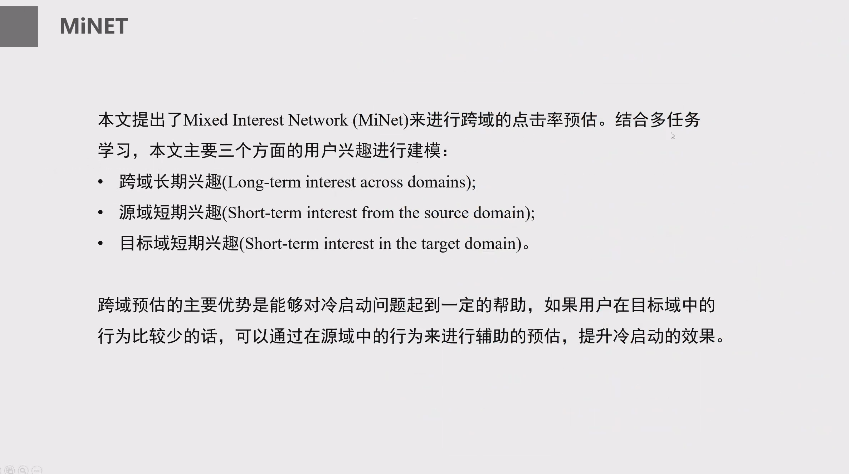 MiNET
本文提出了Mixed Interest Network (MiNet)来进行跨域的点击率预估。结合多任务
学习，本文主要三个方面的用户兴趣进行建模：
• 跨域长期兴趣(Long-term interest across domains);
• 源域短期兴趣(Short-term interest from the source domain);
• 目标域短期兴趣(Short-term interest in the target domain)。
跨域预估的主要优势是能够对冷启动问题起到一定的帮助，如果用户在目标域中的
行为比较少的话，可以通过在源域中的行为来进行辅助的预估，提升冷启动的效果。